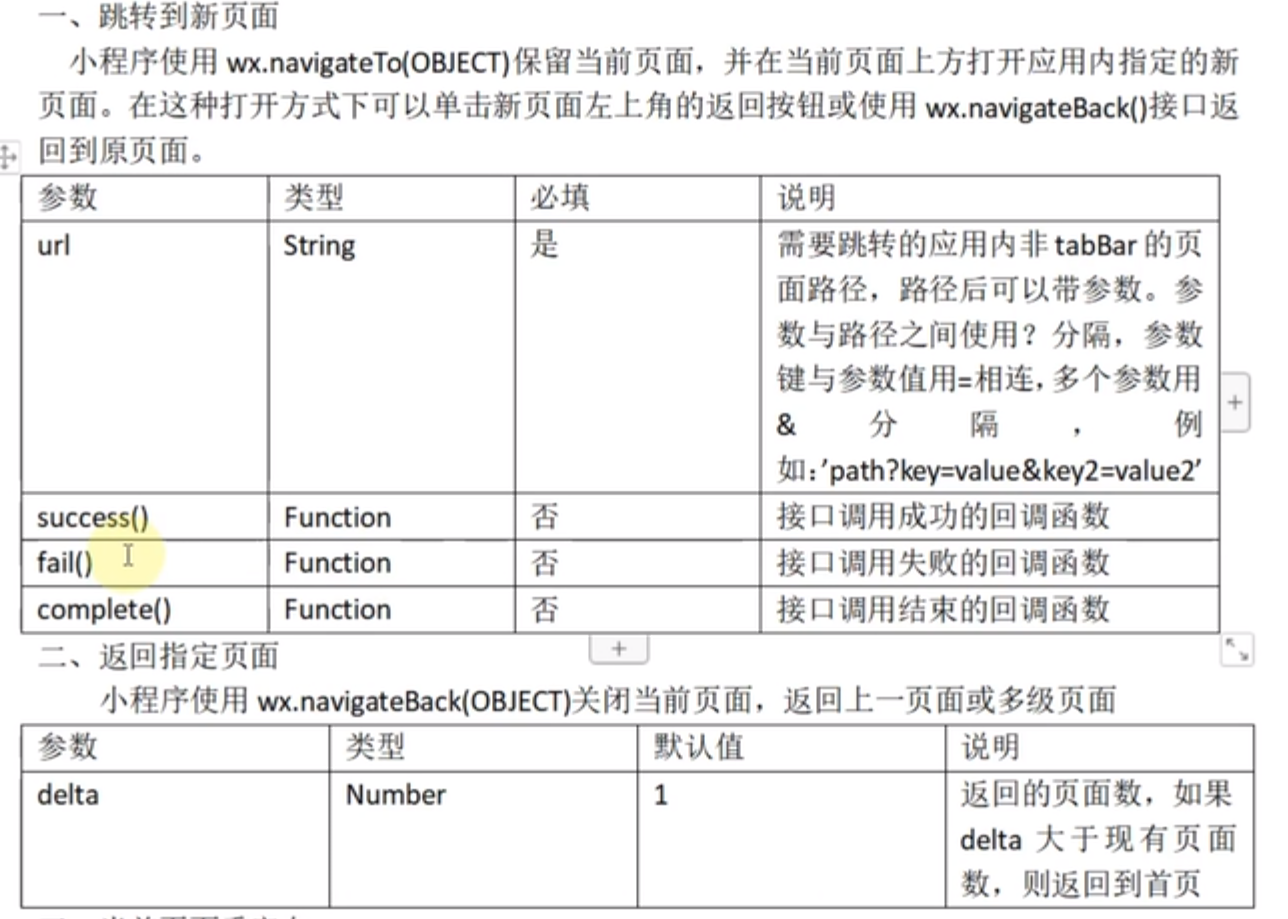 一、跳转到新页面
小程序使用 wx.navigateTo(OBJECT)保留当前页面，并在当前页面上方打开应用内指定的新
页面。在这种打开方式下可以单击新页面左上角的返回按钮或使用 wx.navigateBack()接口返
回到原页面。
参数 类型 必填 说明
url String 是 需要跳转的应用内非 tabBar 的页
面路径，路径后可以带参数。参
数与路径之间使用？分隔，参数
键与参数值用=相连，多个参数用
& 分 隔 ， 例
如：’path?key=value&key2=value2’
success() Function 否 接口调用成功的回调函数
fail() Function 否 接口调用失败的回调函数
complete() Function 否 接口调用结束的回调函数
二、返回指定页面
小程序使用 wx.navigateBack(OBJECT)关闭当前页面，返回上一页面或多级页面
参数 类型 默认值 说明
delta Number 1 返回的页面数，如果
delta 大于现有页面
数，则返回到首页